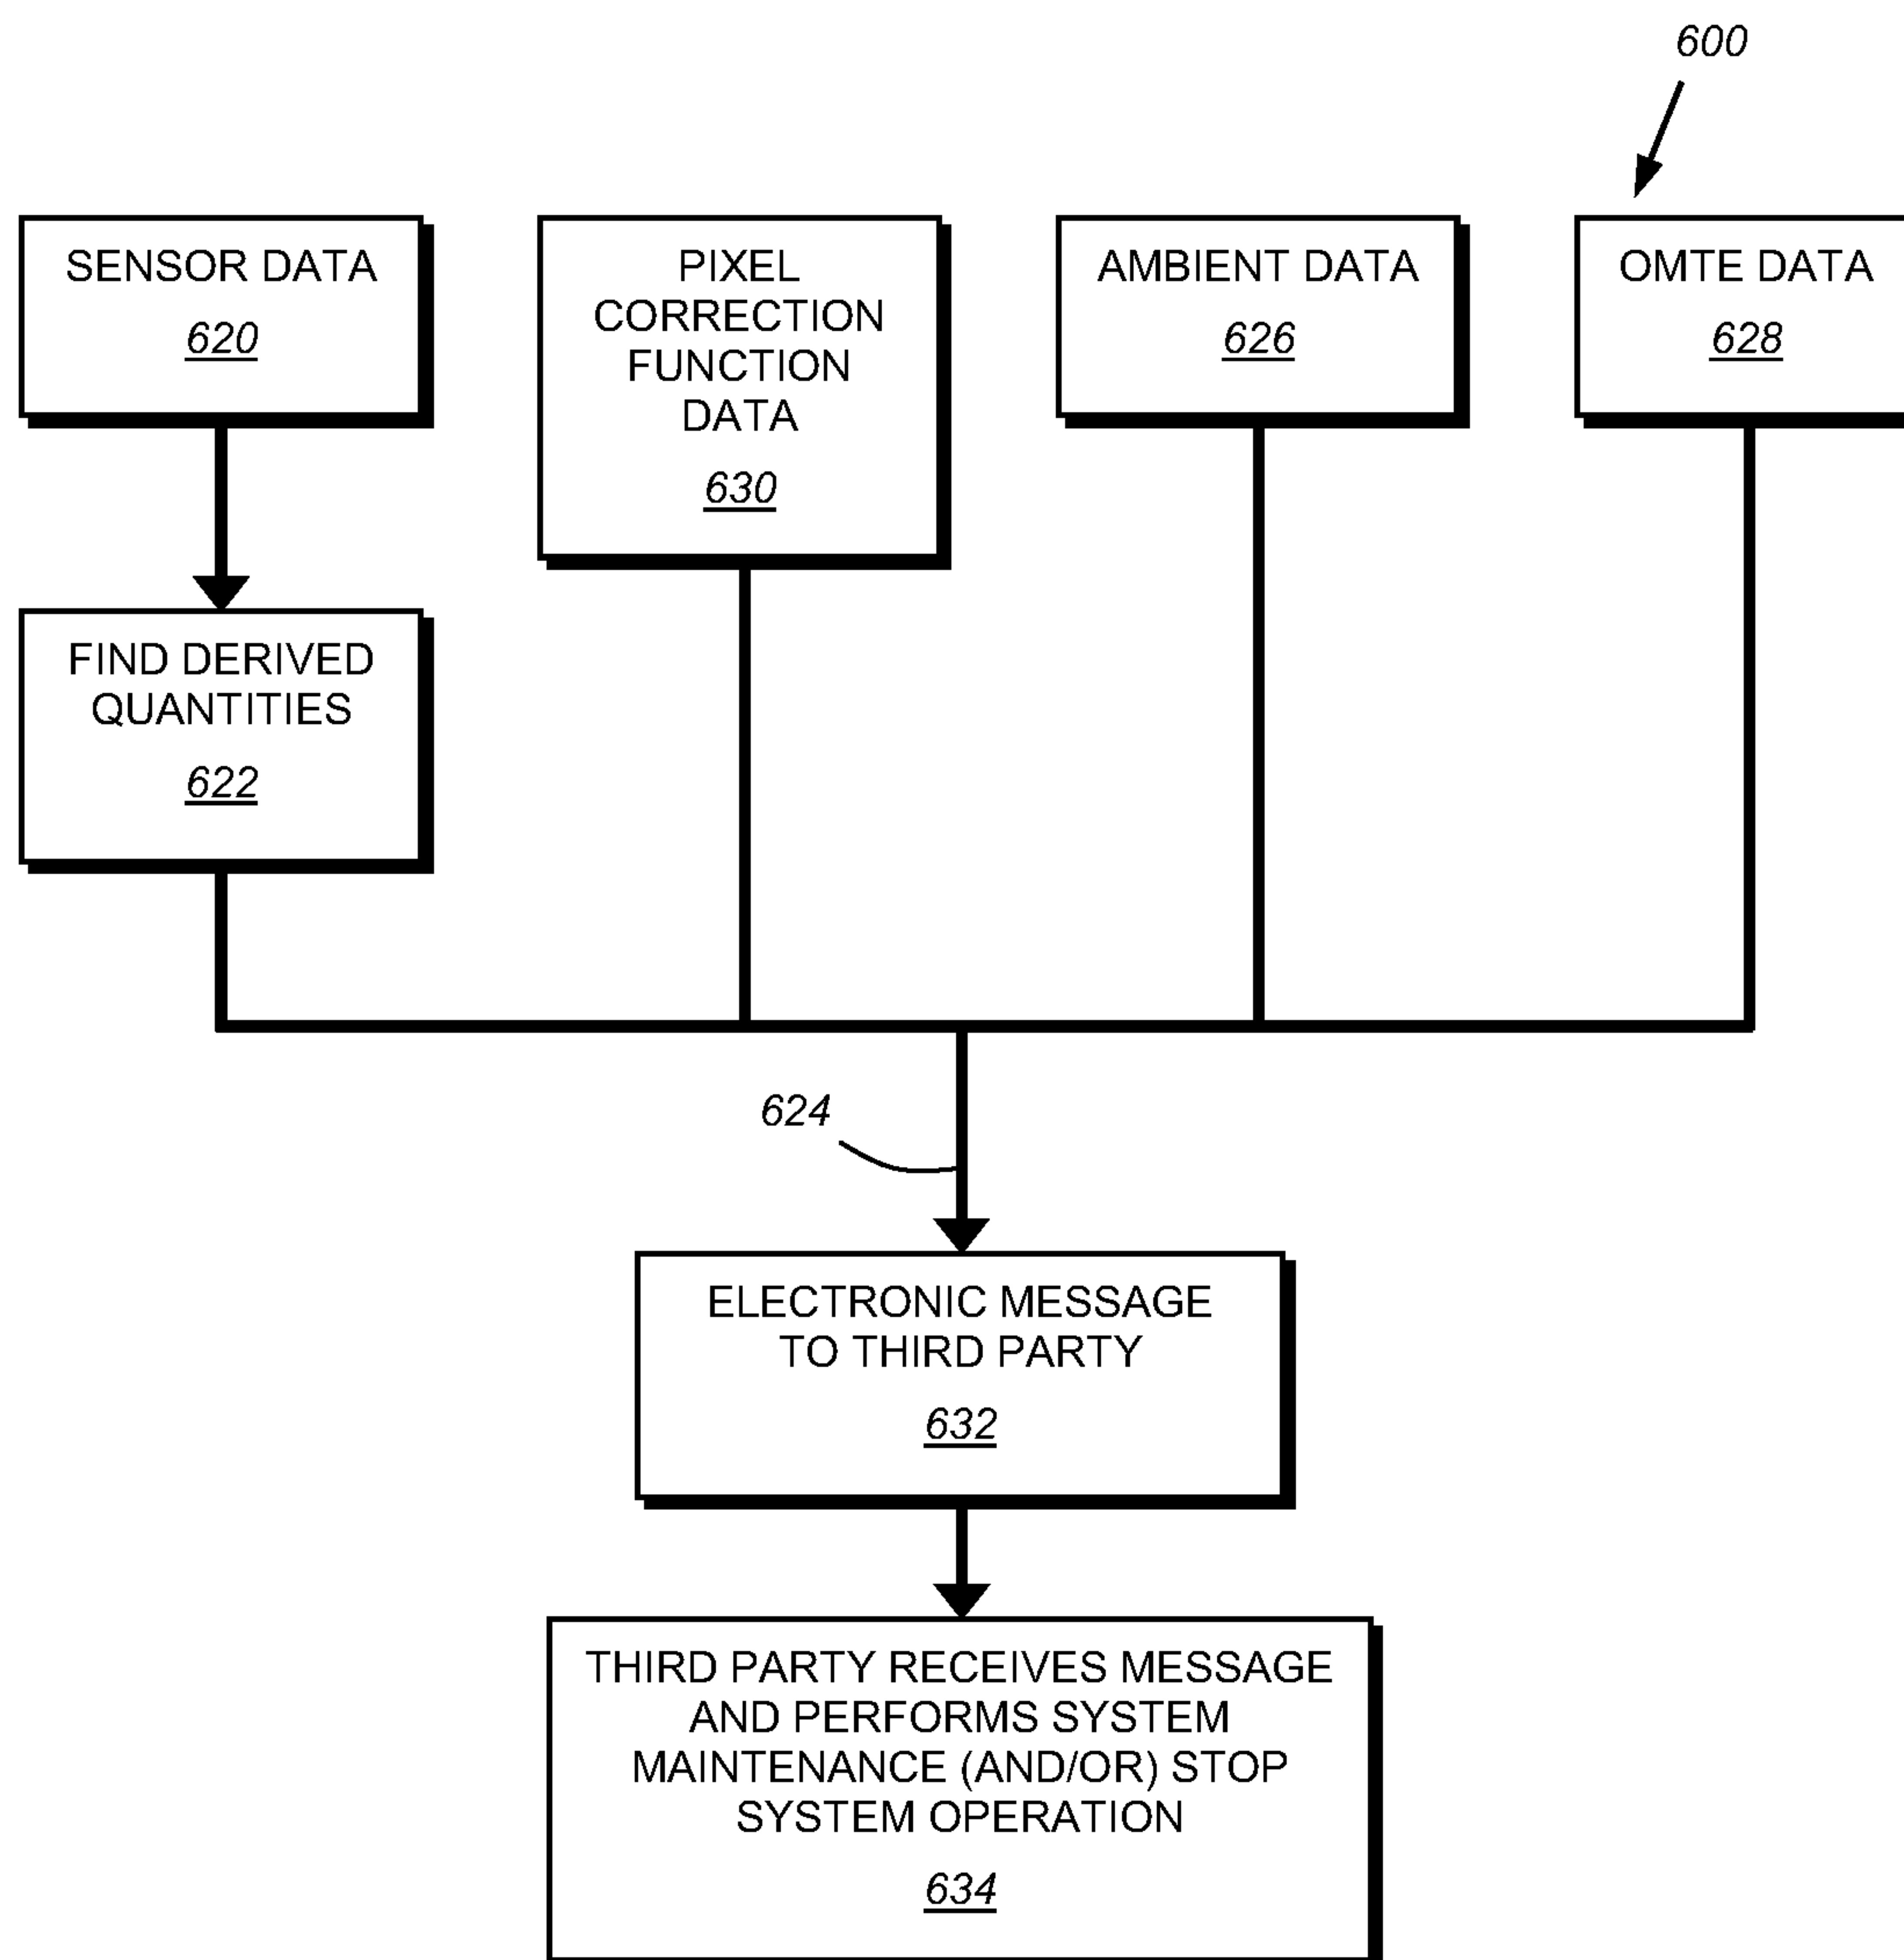 600
SENSOR DATA
620
PIXEL
CORRECTION
FUNCTION
DATA
630
AMBIENT DATA
626
OMTE DATA
628
FIND DERIVED
QUANTITIES
622
624
ELECTRONIC MESSAGE
TO THIRD PARTY
632
THIRD PARTY RECEIVES MESSAGE
AND PERFORMS SYSTEM
MAINTENANCE (AND/OR) STOP
SYSTEM OPERATION
634